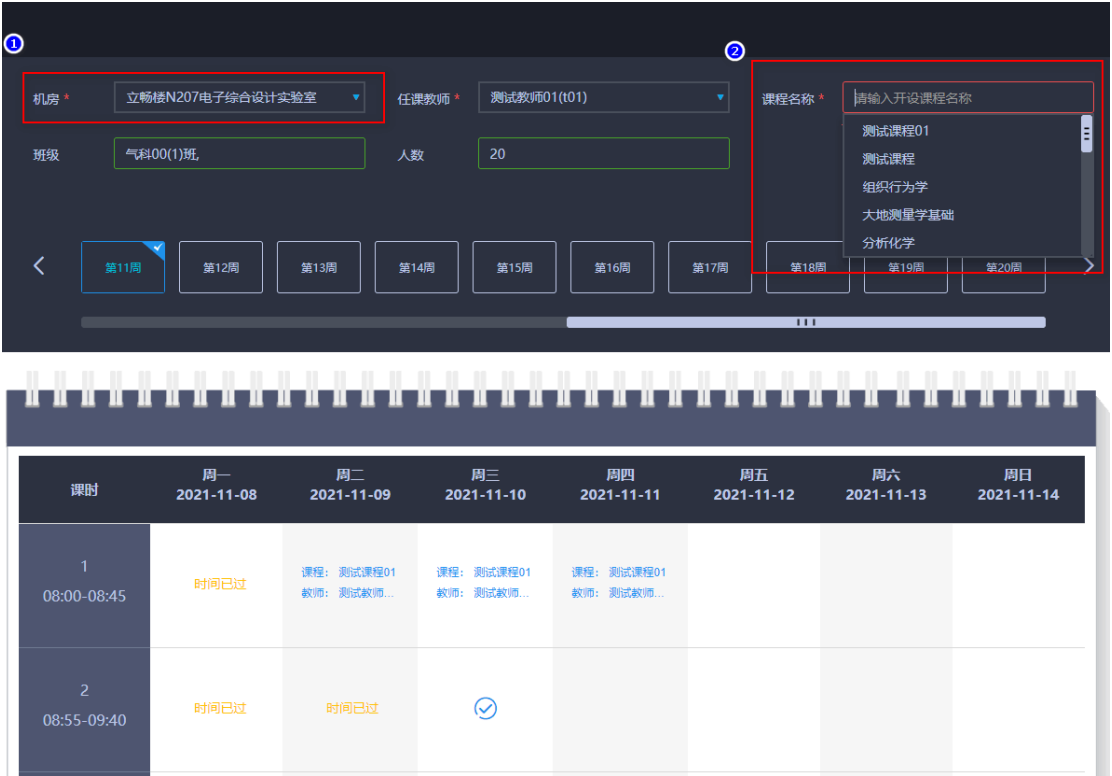 1
2
机房 * 立畅楼N207电子综合设计实验室 任课教师 * 测试教师01(t01) 课程名称 * 请输入开设课程名称
测试课程01
测试课程
组织行为学
大地测量学基础
分析化学
班级 气科00(1)班, 人数 20
第11周 第12周 第13周 第14周 第15周 第16周 第17周 第18周 第19周 第20周
课时 周一 周二 周三 周四 周五 周六 周日
2021-11-08 2021-11-09 2021-11-10 2021-11-11 2021-11-12 2021-11-13 2021-11-14
1
08:00-08:45
时间已过
课程: 测试课程01 课程: 测试课程01 课程: 测试课程01
教师: 测试教师... 教师: 测试教师... 教师: 测试教师...
2
08:55-09:40
时间已过 时间已过